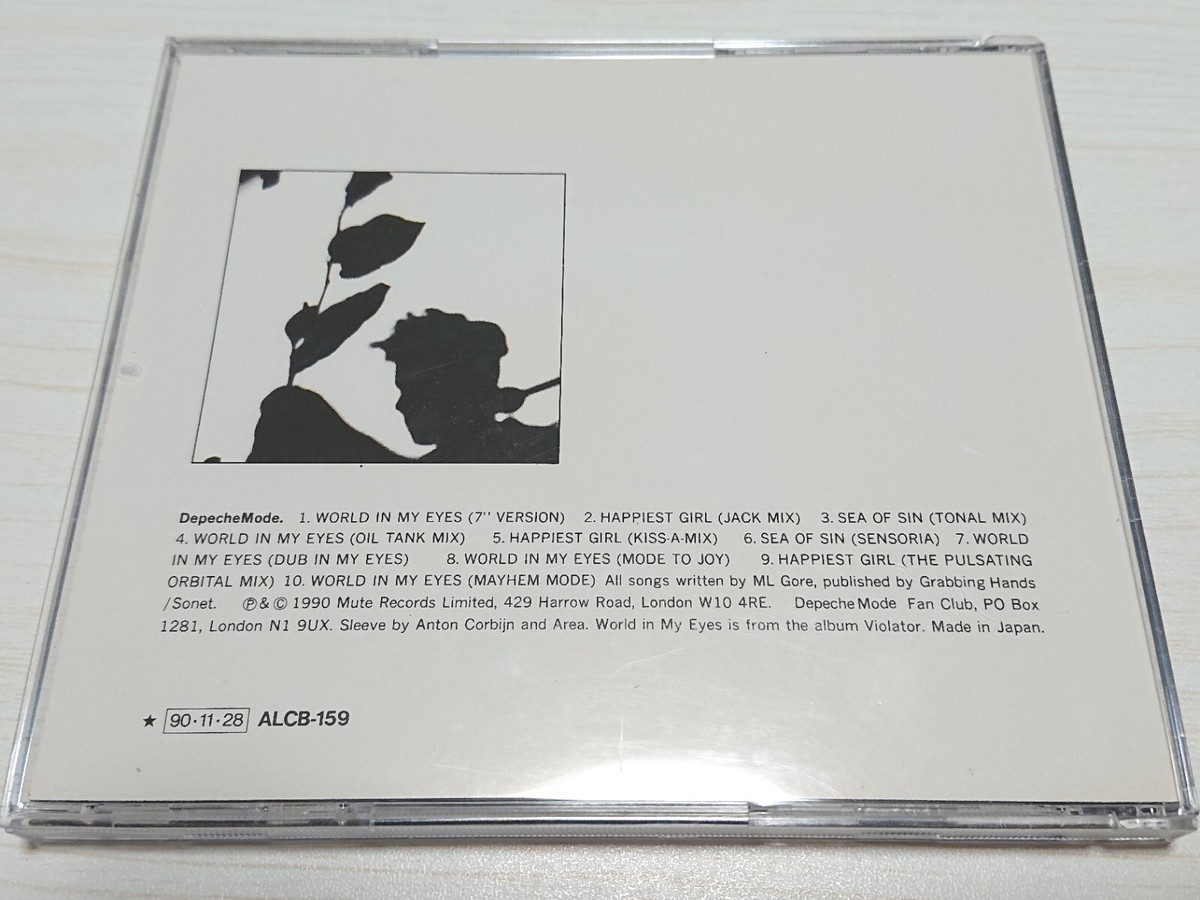 DepecheMode. 1. WORLD IN MY EYES (7'' VERSION) 2. HAPPIEST GIRL (JACK MIX) 3. SEA OF SIN (TONAL MIX)
4. WORLD IN MY EYES (OIL TANK MIX) 5. HAPPIEST GIRL (KISS-A-MIX) 6. SEA OF SIN (SENSORIA) 7. WORLD
IN MY EYES (DUB IN MY EYES) 8. WORLD IN MY EYES (MODE TO JOY) 9. HAPPIEST GIRL (THE PULSATING
ORBITAL MIX) 10. WORLD IN MY EYES (MAYHEM MODE) All songs written by ML Gore, published by Grabbing Hands
/Sonet. ℗ & © 1990 Mute Records Limited, 429 Harrow Road, London W10 4RE. Depeche Mode Fan Club, PO Box
1281, London N1 9UX. Sleeve by Anton Corbijn and Area. World in My Eyes is from the album Violator. Made in Japan.
★ 90·11·28 ALCB-159